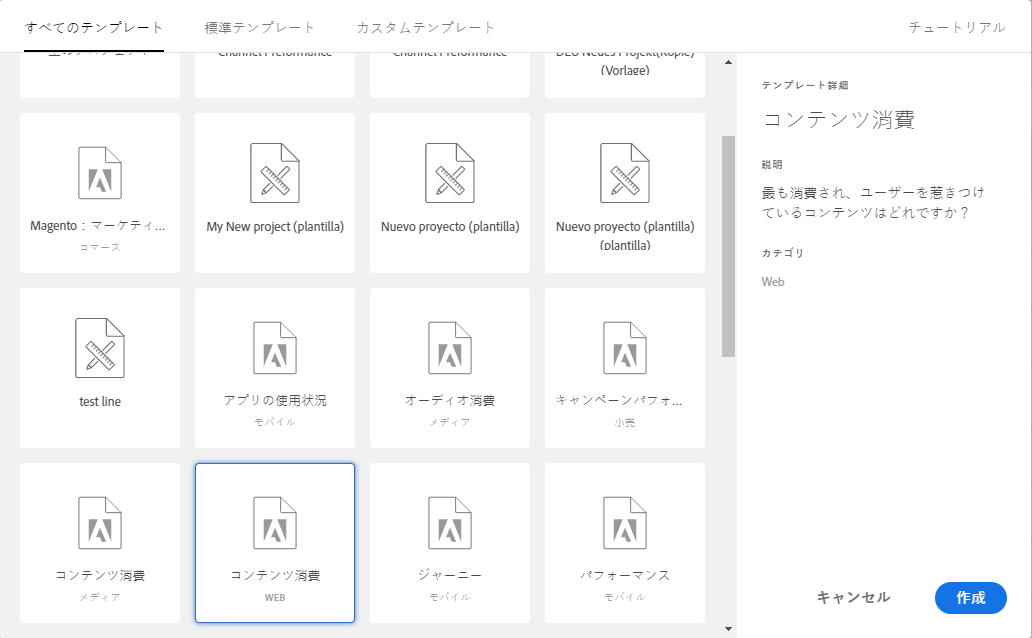 すべてのテンプレート
標準テンプレート
カスタムテンプレート
チュートリアル
Channel Preformance
Channel Preformance
DEU Neues Projekt(Kopie)
(Vorlage)
Magento：マーケティ...
コマース
My New project (plantilla)
Nuevo proyecto (plantilla)
Nuevo proyecto (plantilla)
(plantilla)
test line
アプリの使用状況
モバイル
オーディオ消費
メディア
キャンペーンパフォ...
小売
コンテンツ消費
メディア
コンテンツ消費
WEB
ジャーニー
モバイル
パフォーマンス
モバイル
テンプレート詳細
コンテンツ消費
説明
最も消費され、ユーザーを惹きつけ
ているコンテンツはどれですか？
カテゴリ
Web
キャンセル
作成